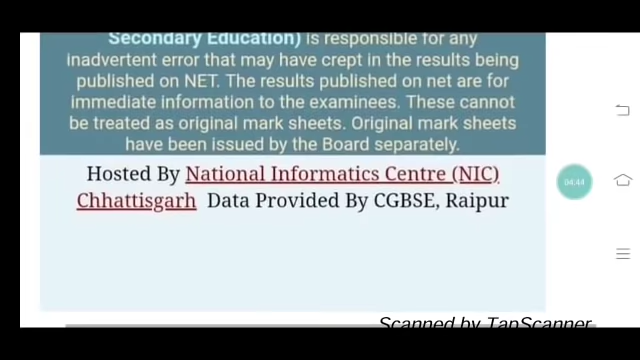 Secondary Education) is responsible for any
inadvertent error that may have crept in the results being
published on NET. The results published on net are for
immediate information to the examinees. These cannot
be treated as original mark sheets. Original mark sheets
have been issued by the Board separately.
Hosted By National Informatics Centre (NIC)
Chhattisgarh Data Provided By CGBSE, Raipur
04:44
Scanned by TapScanner